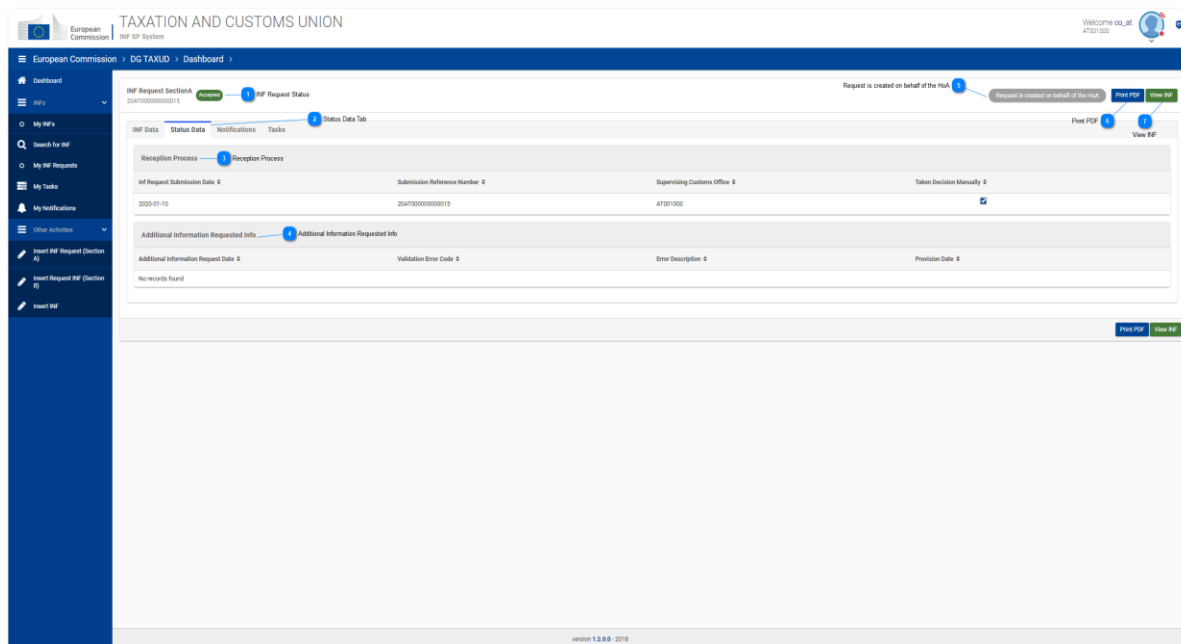 European
Commission
TAXATION AND CUSTOMS UNION
INF SP System
Welcome co_at
AT001000
European Commission > DG TAXUD > Dashboard >
Dashboard
INFs
My INFs
Search for INF
My INF Requests
My Tasks
My Notifications
Other Activities
Insert INF Request (Section
A)
Insert Request INF (Section
B)
Insert INF
INF Request SectionA Accepted 1 INF Request Status
20AT000000000015
Request is created on behalf of the HoA 5
Request is created on behalf of the HoA Print PDF View INF
Print PDF 6 7
View INF
2 Status Data Tab
INF Data Status Data Notifications Tasks
Reception Process 3 Reception Process
Inf Request Submission Date Submission Reference Number Supervising Customs Office Taken Decision Manually
2020-01-10 20AT000000000015 AT001000
Additional Information Requested Info 4 Additional Information Requested Info
Additional Information Request Date Validation Error Code Error Description Provision Date
No records found
Print PDF View INF
version 1.2.0.0 - 2018